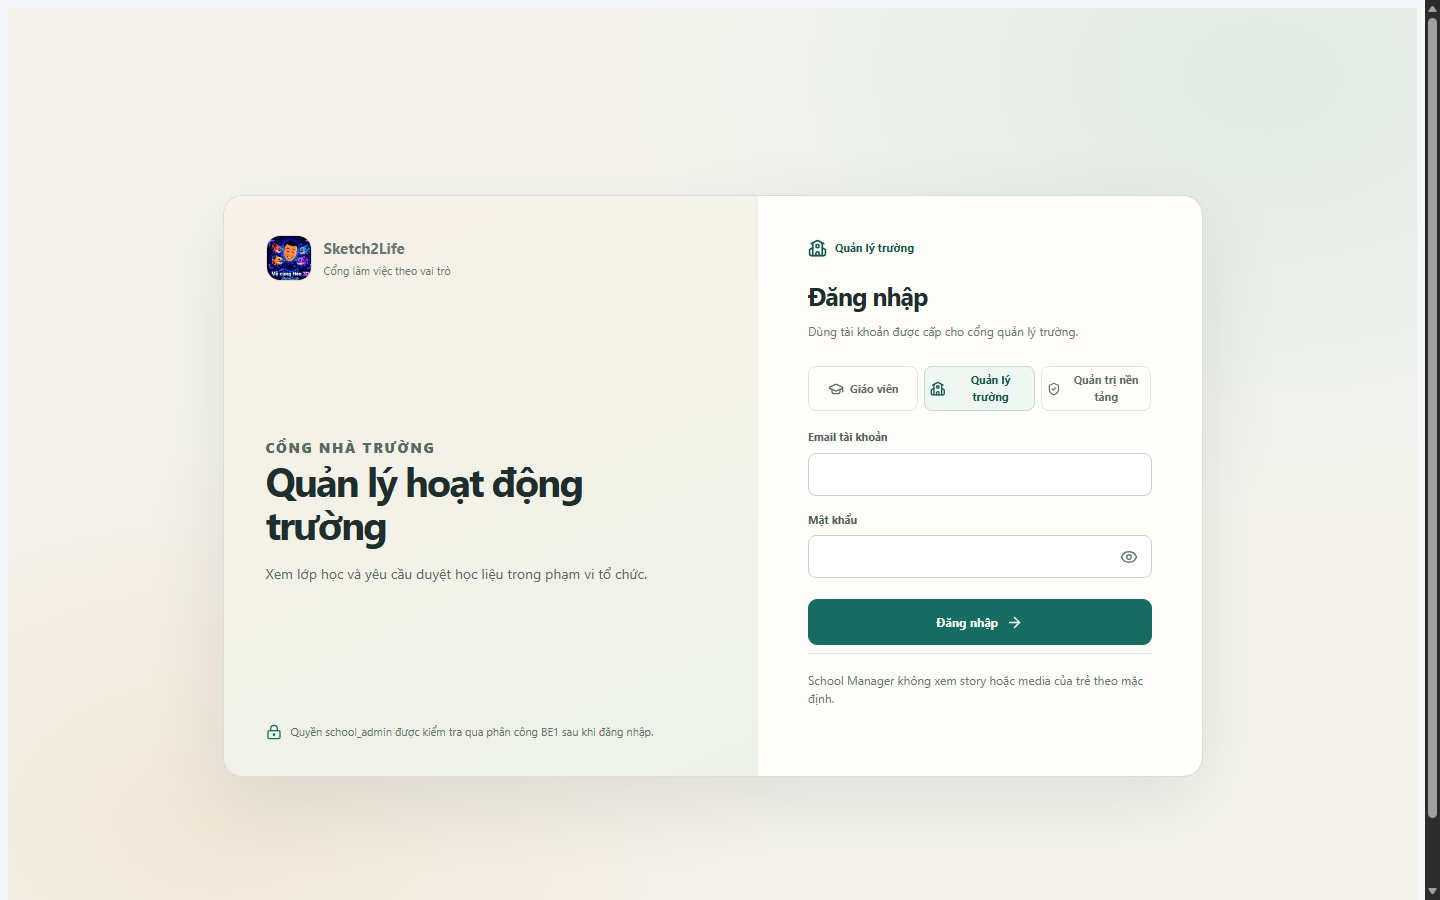 Sketch2Life
Cổng làm việc theo vai trò
CỔNG NHÀ TRƯỜNG
Quản lý hoạt động
trường
Xem lớp học và yêu cầu duyệt học liệu trong phạm vi tổ chức.
Quyền school_admin được kiểm tra qua phân công BE1 sau khi đăng nhập.
Quản lý trường
Đăng nhập
Dùng tài khoản được cấp cho cổng quản lý trường.
Giáo viên
Quản lý
trường
Quản trị nền
tảng
Email tài khoản
Mật khẩu
Đăng nhập
School Manager không xem story hoặc media của trẻ theo mặc
định.